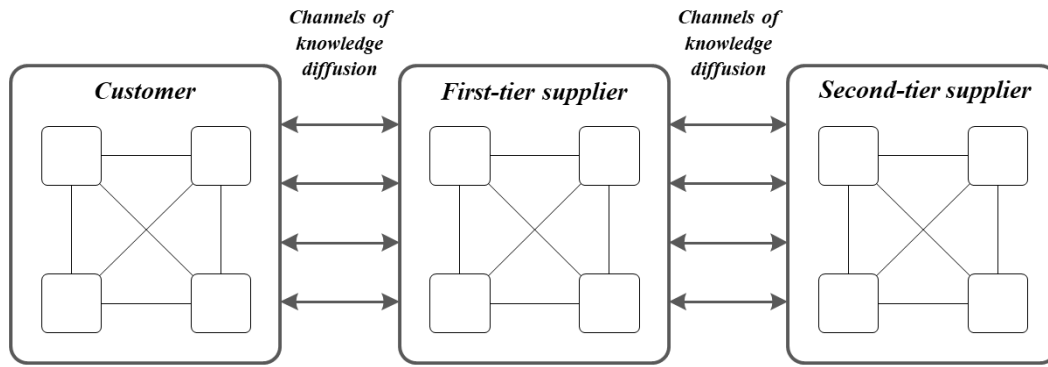 Channels of
knowledge
diffusion
Channels of
knowledge
diffusion
Customer
First-tier supplier
Second-tier supplier